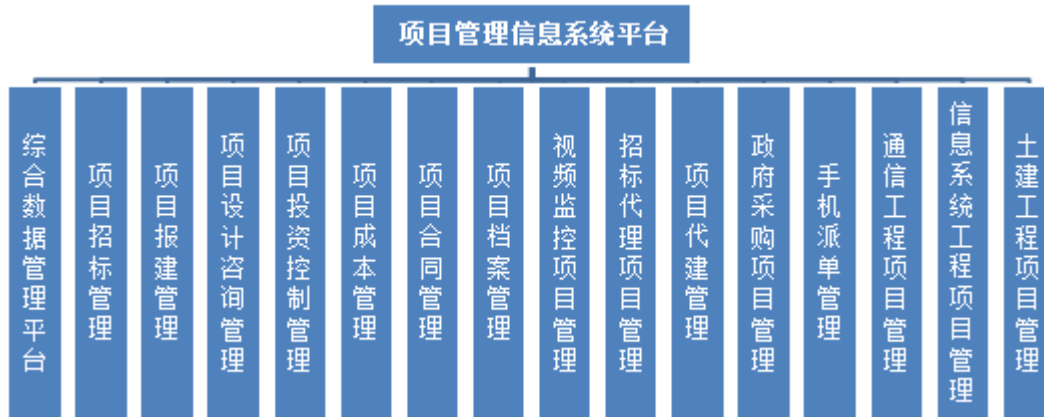 项目管理信息系统平台
综合数据管理平台
项目招标管理
项目报建管理
项目设计咨询管理
项目投资控制管理
项目成本管理
项目合同管理
项目档案管理
视频监控项目管理
招标代理项目管理
项目代建管理
政府采购项目管理
手机派单管理
通信工程项目管理
信息系统工程项目管理
土建工程项目管理